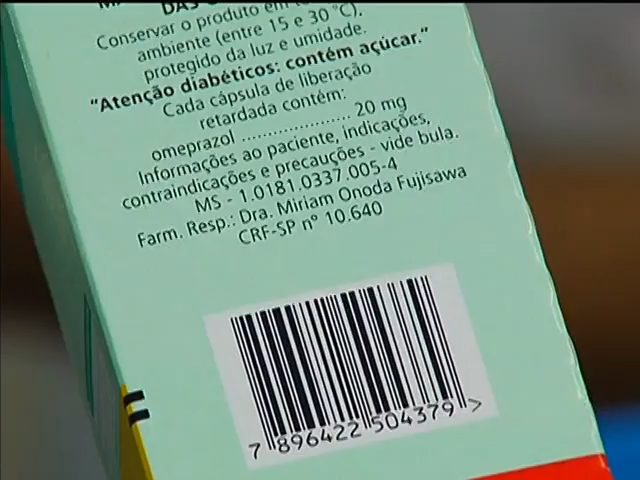 Conservar o produto em
ambiente (entre 15 e 30 °C),
protegido da luz e umidade.
"Atenção diabéticos: contém açúcar."
Cada cápsula de liberação
retardada contém:
omeprazol .................... 20 mg
Informações ao paciente, indicações,
contraindicações e precauções - vide bula.
MS - 1.0181.0337.005-4
Farm. Resp.: Dra. Miriam Onoda Fujisawa
CRF-SP nº 10.640
7 896422 504379 >